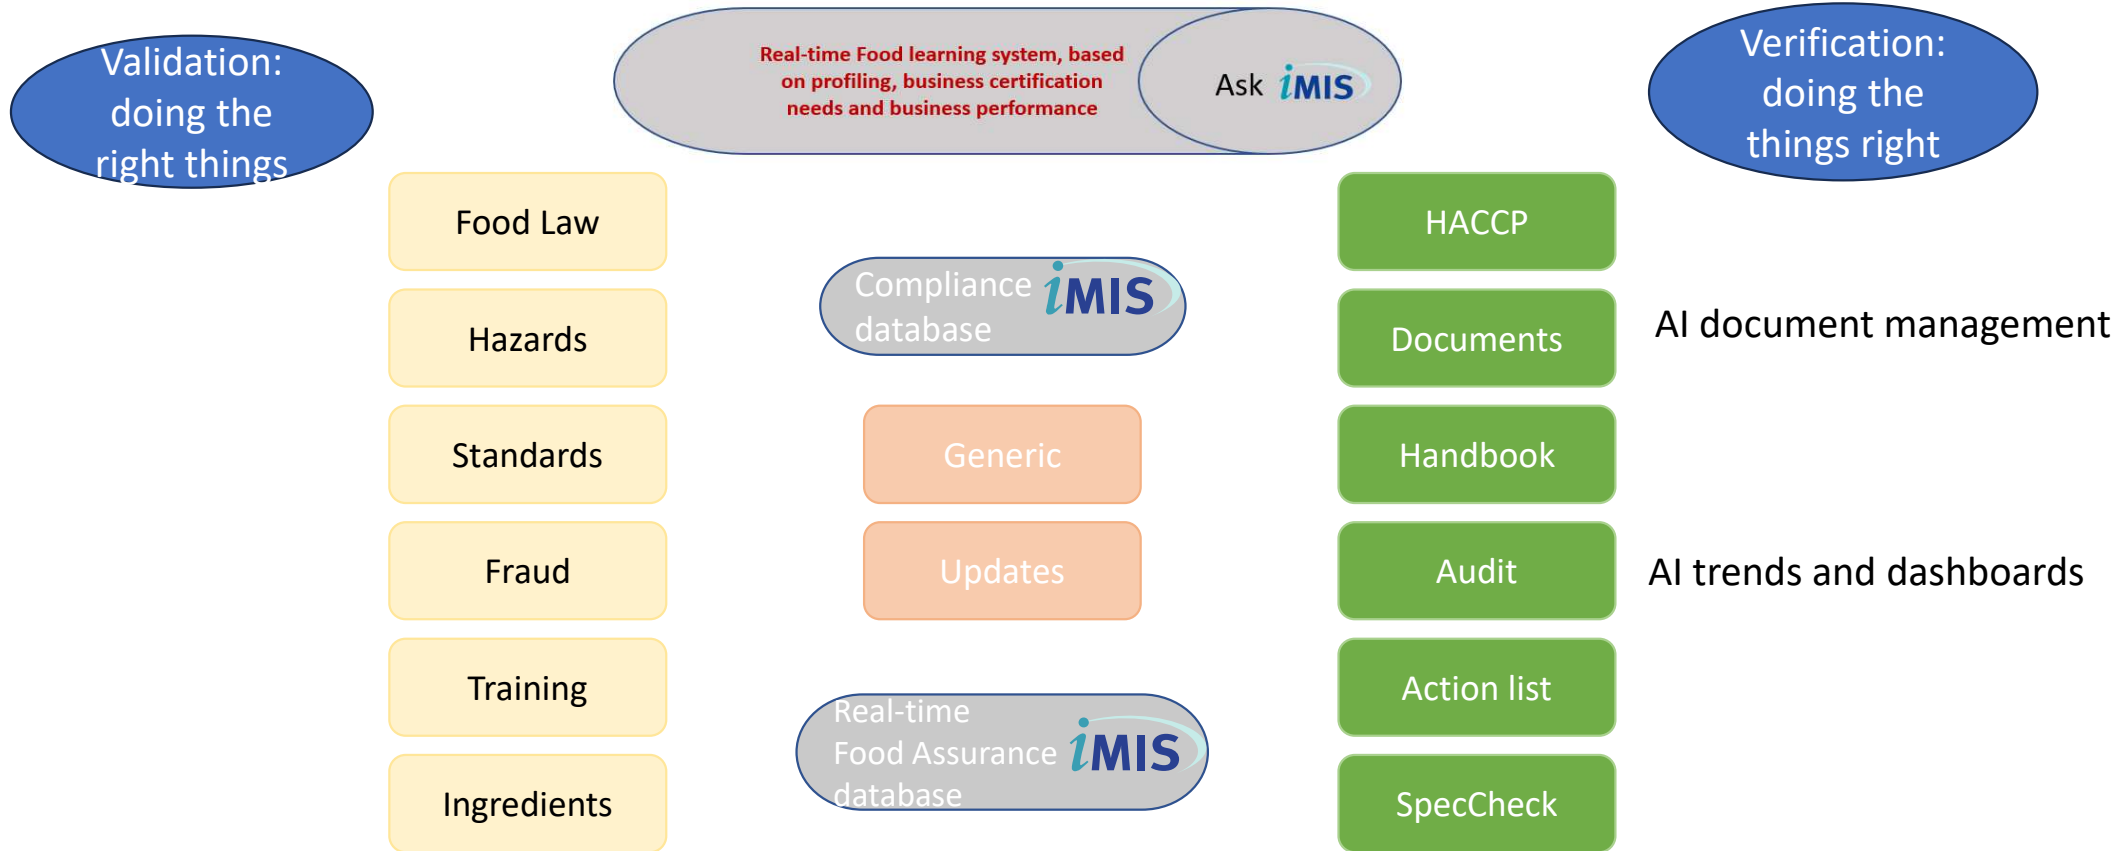 Validation:
doing the
right things
Real-time Food learning system, based
on profiling, business certification
needs and business performance
Ask iMIS
Verification:
doing the
things right
Food Law
Hazards
Standards
Fraud
Training
Ingredients
Compliance
database
iMIS
Generic
Updates
Real-time
Food Assurance
database
iMIS
HACCP
Documents
Handbook
Audit
Action list
SpecCheck
AI document management
AI trends and dashboards